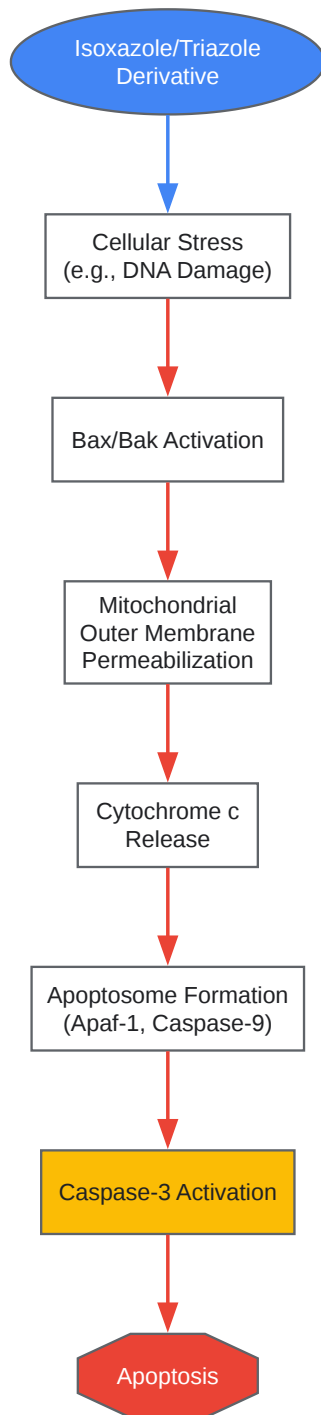 Isoxazole/Triazole
Derivative
Cellular Stress
(e.g., DNA Damage)
Bax/Bak Activation
Mitochondrial
Outer Membrane
Permeabilization
Cytochrome c
Release
Apoptosome Formation
(Apaf-1, Caspase-9)
Caspase-3 Activation
Apoptosis